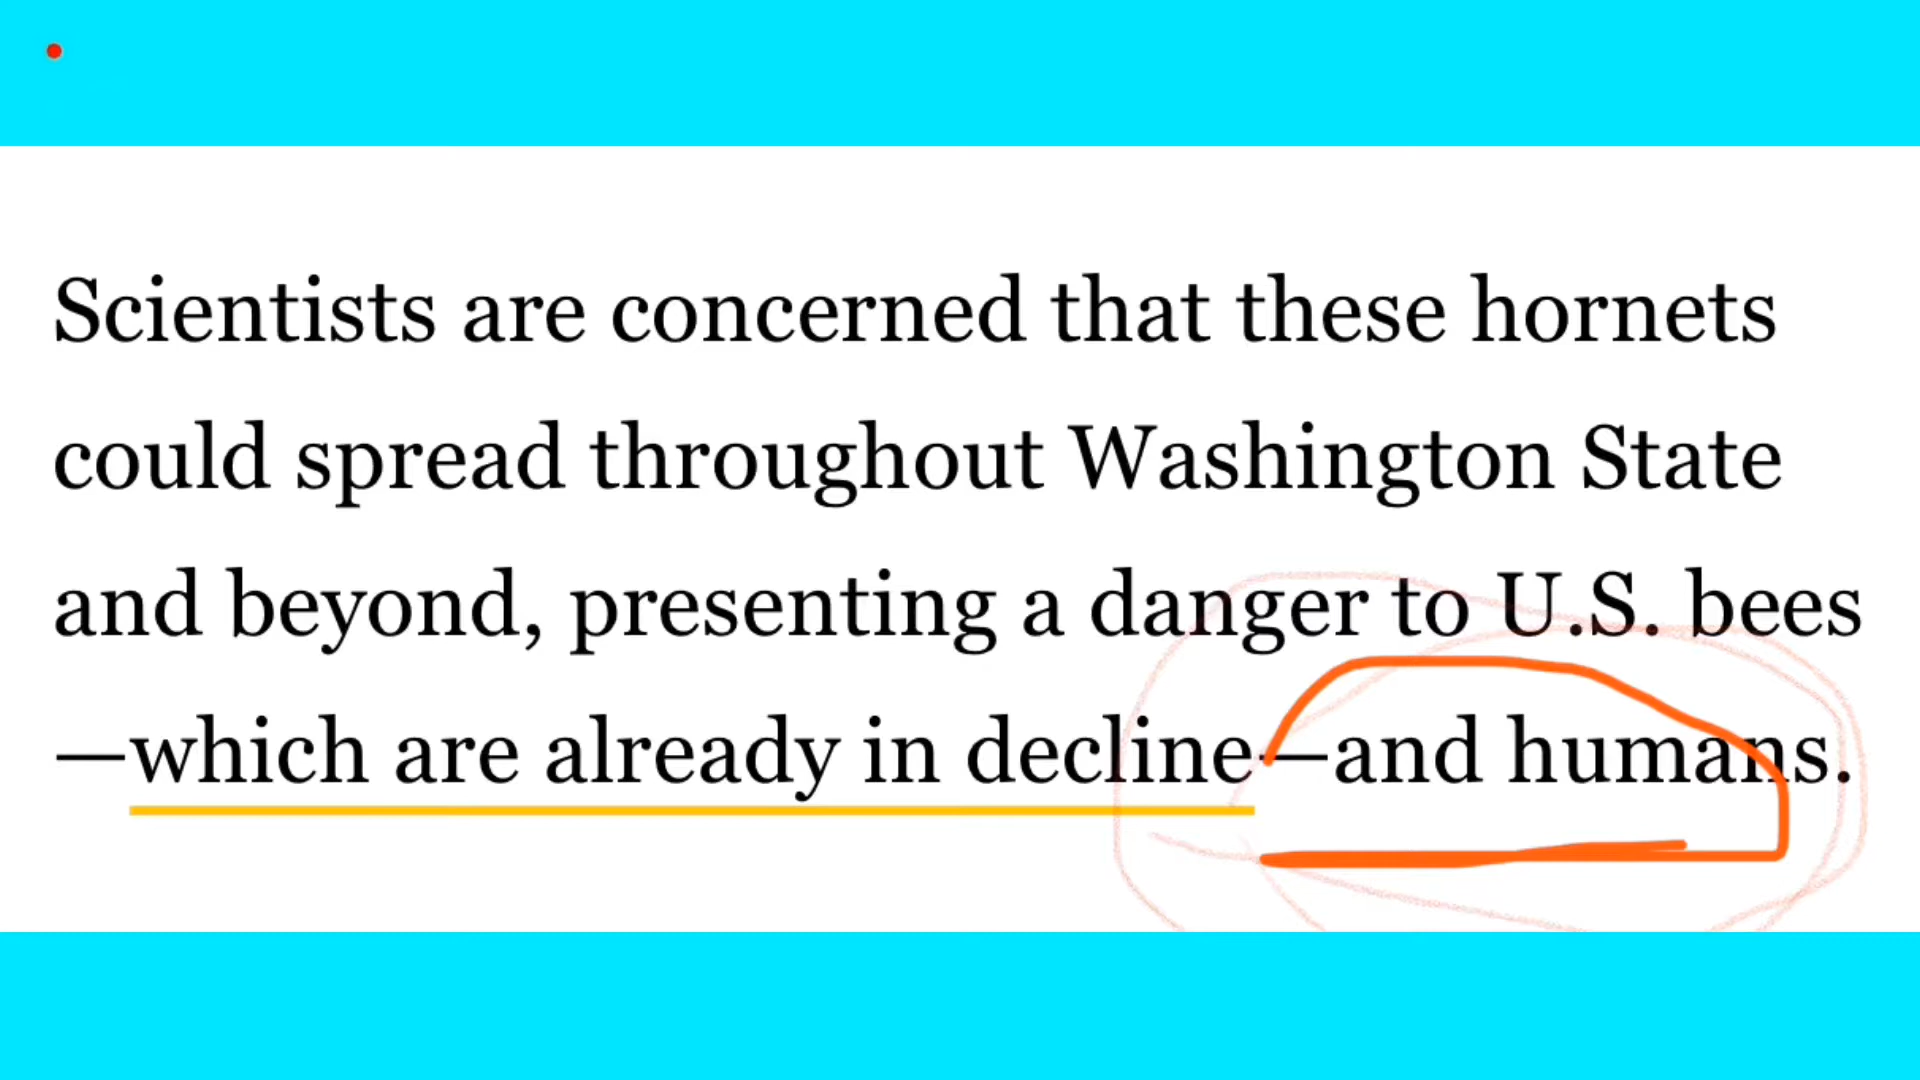 Scientists are concerned that these hornets
could spread throughout Washington State
and beyond, presenting a danger to U.S. bees
—which are already in decline—and humans.